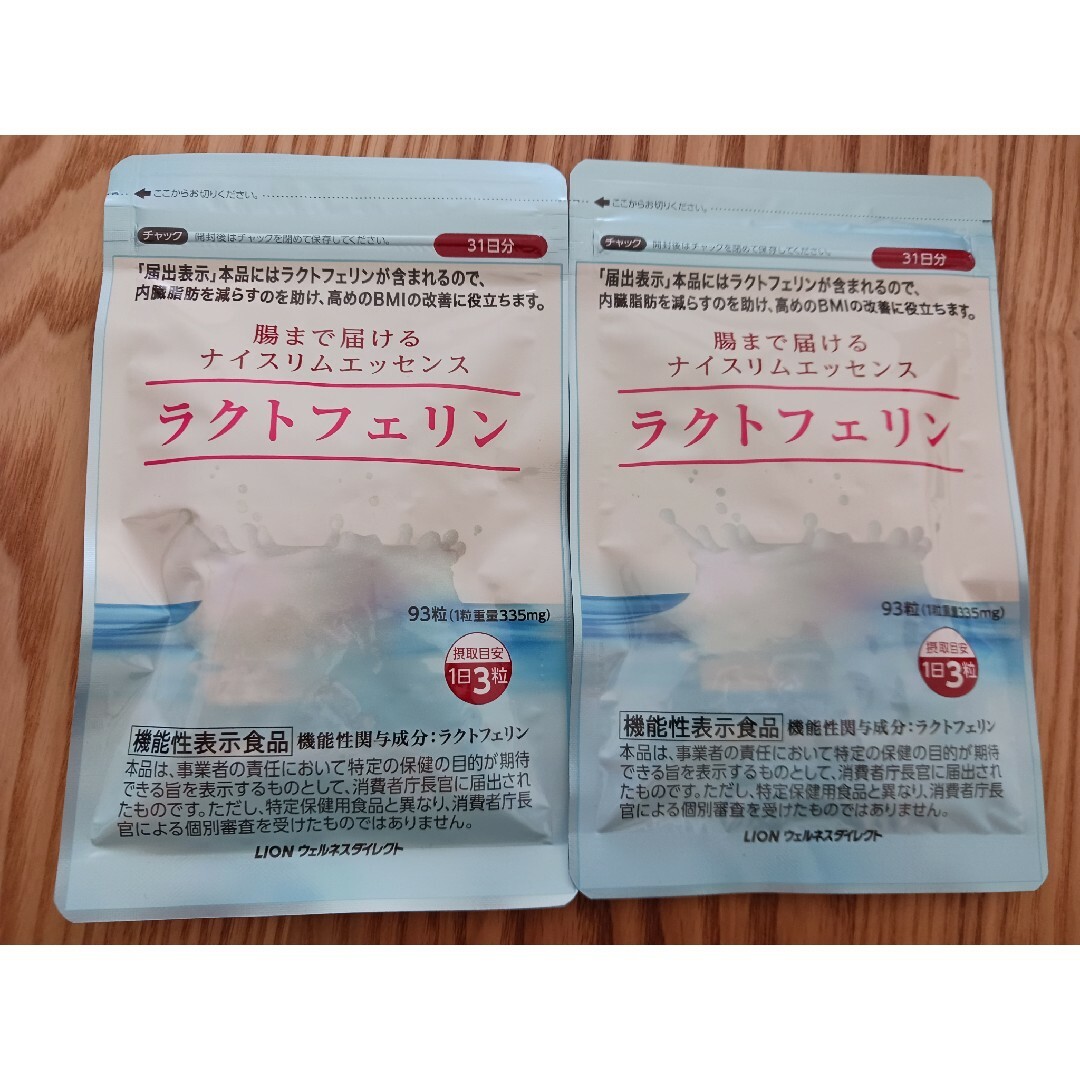 ここからお切りください。
チャック 開封後はチャックを閉めて保存してください。
31日分
「届出表示」本品にはラクトフェリンが含まれるので、
内臓脂肪を減らすのを助け、高めのBMIの改善に役立ちます。
腸まで届ける
ナイスリムエッセンス
ラクトフェリン
93粒(1粒重量335mg)
摂取目安
1日3粒
機能性表示食品 機能性関与成分:ラクトフェリン
本品は、事業者の責任において特定の保健の目的が期待
できる旨を表示するものとして、消費者庁長官に届出され
たものです。ただし、特定保健用食品と異なり、消費者庁長
官による個別審査を受けたものではありません。
LION ウェルネスダイレクト
ここからお切りください。
チャック 開封後はチャックを閉めて保存してください。
31日分
「届出表示」本品にはラクトフェリンが含まれるので、
内臓脂肪を減らすのを助け、高めのBMIの改善に役立ちます。
腸まで届ける
ナイスリムエッセンス
ラクトフェリン
93粒(1粒重量335mg)
摂取目安
1日3粒
機能性表示食品 機能性関与成分:ラクトフェリン
本品は、事業者の責任において特定の保健の目的が期待
できる旨を表示するものとして、消費者庁長官に届出され
たものです。ただし、特定保健用食品と異なり、消費者庁長
官による個別審査を受けたものではありません。
LION ウェルネスダイレクト